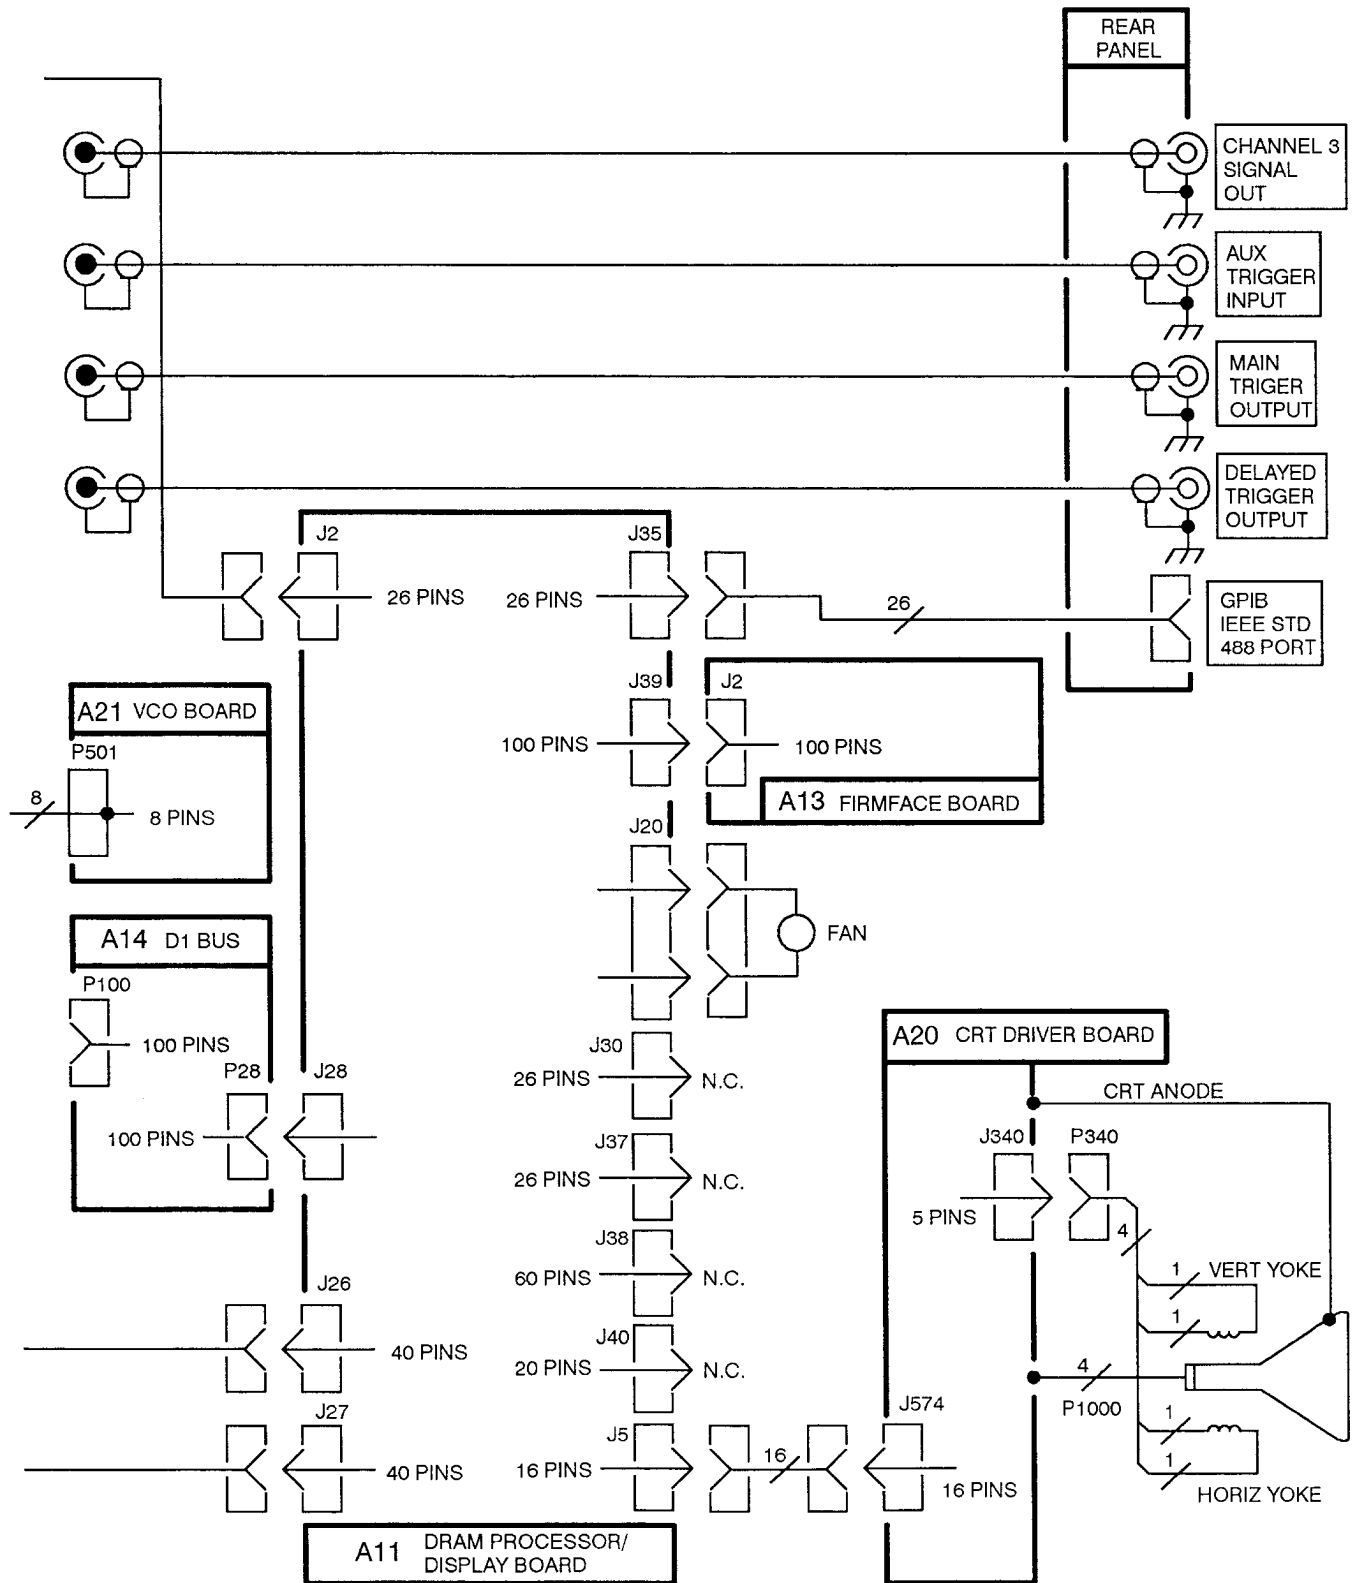 REAR
PANEL
CHANNEL 3
SIGNAL
OUT
AUX
TRIGGER
INPUT
MAIN
TRIGER
OUTPUT
DELAYED
TRIGGER
OUTPUT
J2
J35
26 PINS
26 PINS
26
GPIB
IEEE STD
488 PORT
J39
J2
A21 VCO BOARD
P501
8
8 PINS
100 PINS
100 PINS
A13 FIRMFACE BOARD
J20
FAN
A14 D1 BUS
P100
100 PINS
P28
J28
100 PINS
J30
26 PINS
N.C.
A20 CRT DRIVER BOARD
CRT ANODE
J37
26 PINS
N.C.
J340
P340
5 PINS
4
J38
60 PINS
N.C.
1
VERT YOKE
1
J26
40 PINS
J40
20 PINS
N.C.
4
P1000
J27
40 PINS
J5
16 PINS
16
J574
16 PINS
1
1
HORIZ YOKE
A11 DRAM PROCESSOR/
DISPLAY BOARD